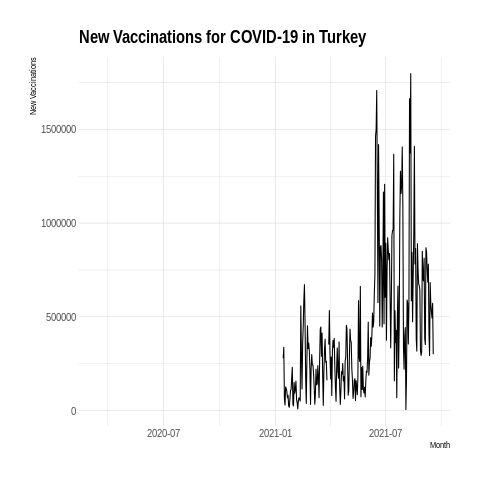 New Vaccinations for COVID-19 in Turkey
New Vaccinations
1500000
1000000
500000
0
2020-07
2021-01
2021-07
Month